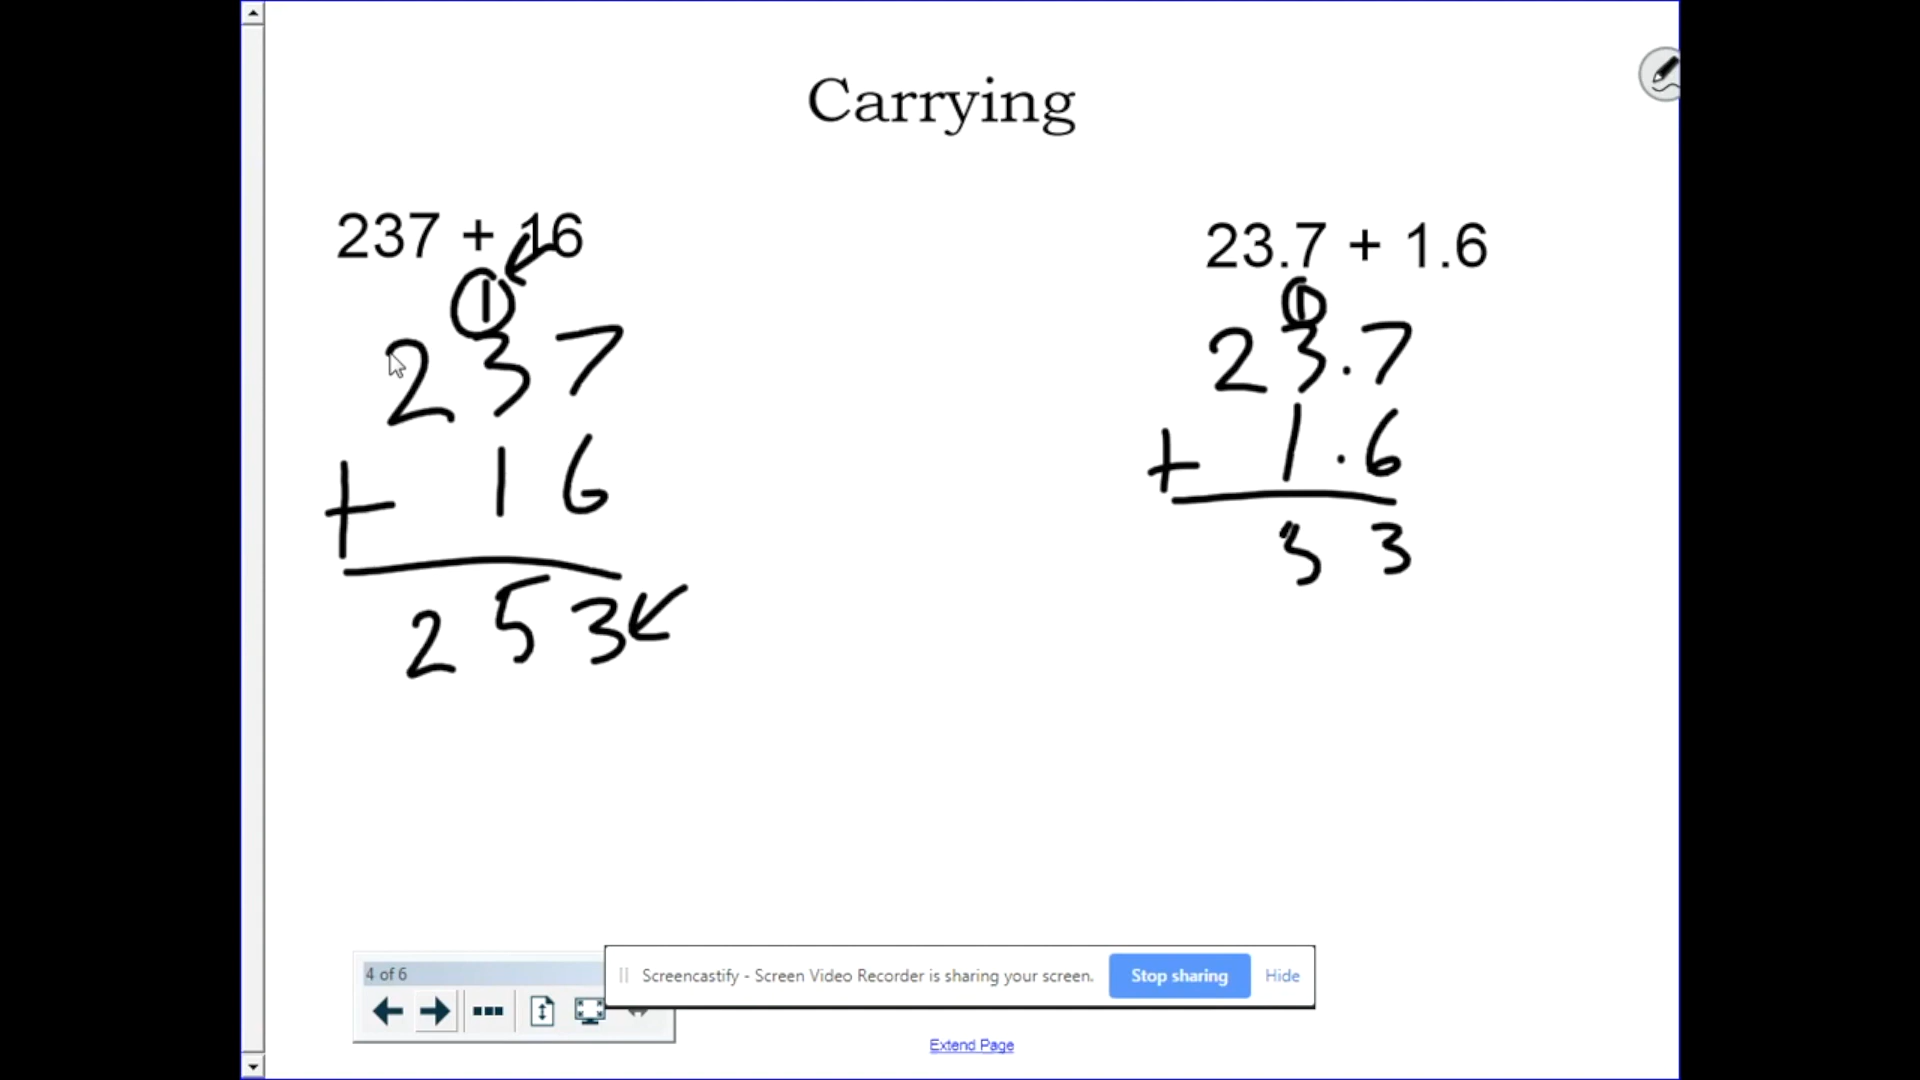 Carrying
237 + 16
1
237
+ 16
253
23.7 + 1.6
1
23.7
+ 1.6
3 3
4 of 6
Screencastify - Screen Video Recorder is sharing your screen.
Stop sharing
Hide
Extend Page